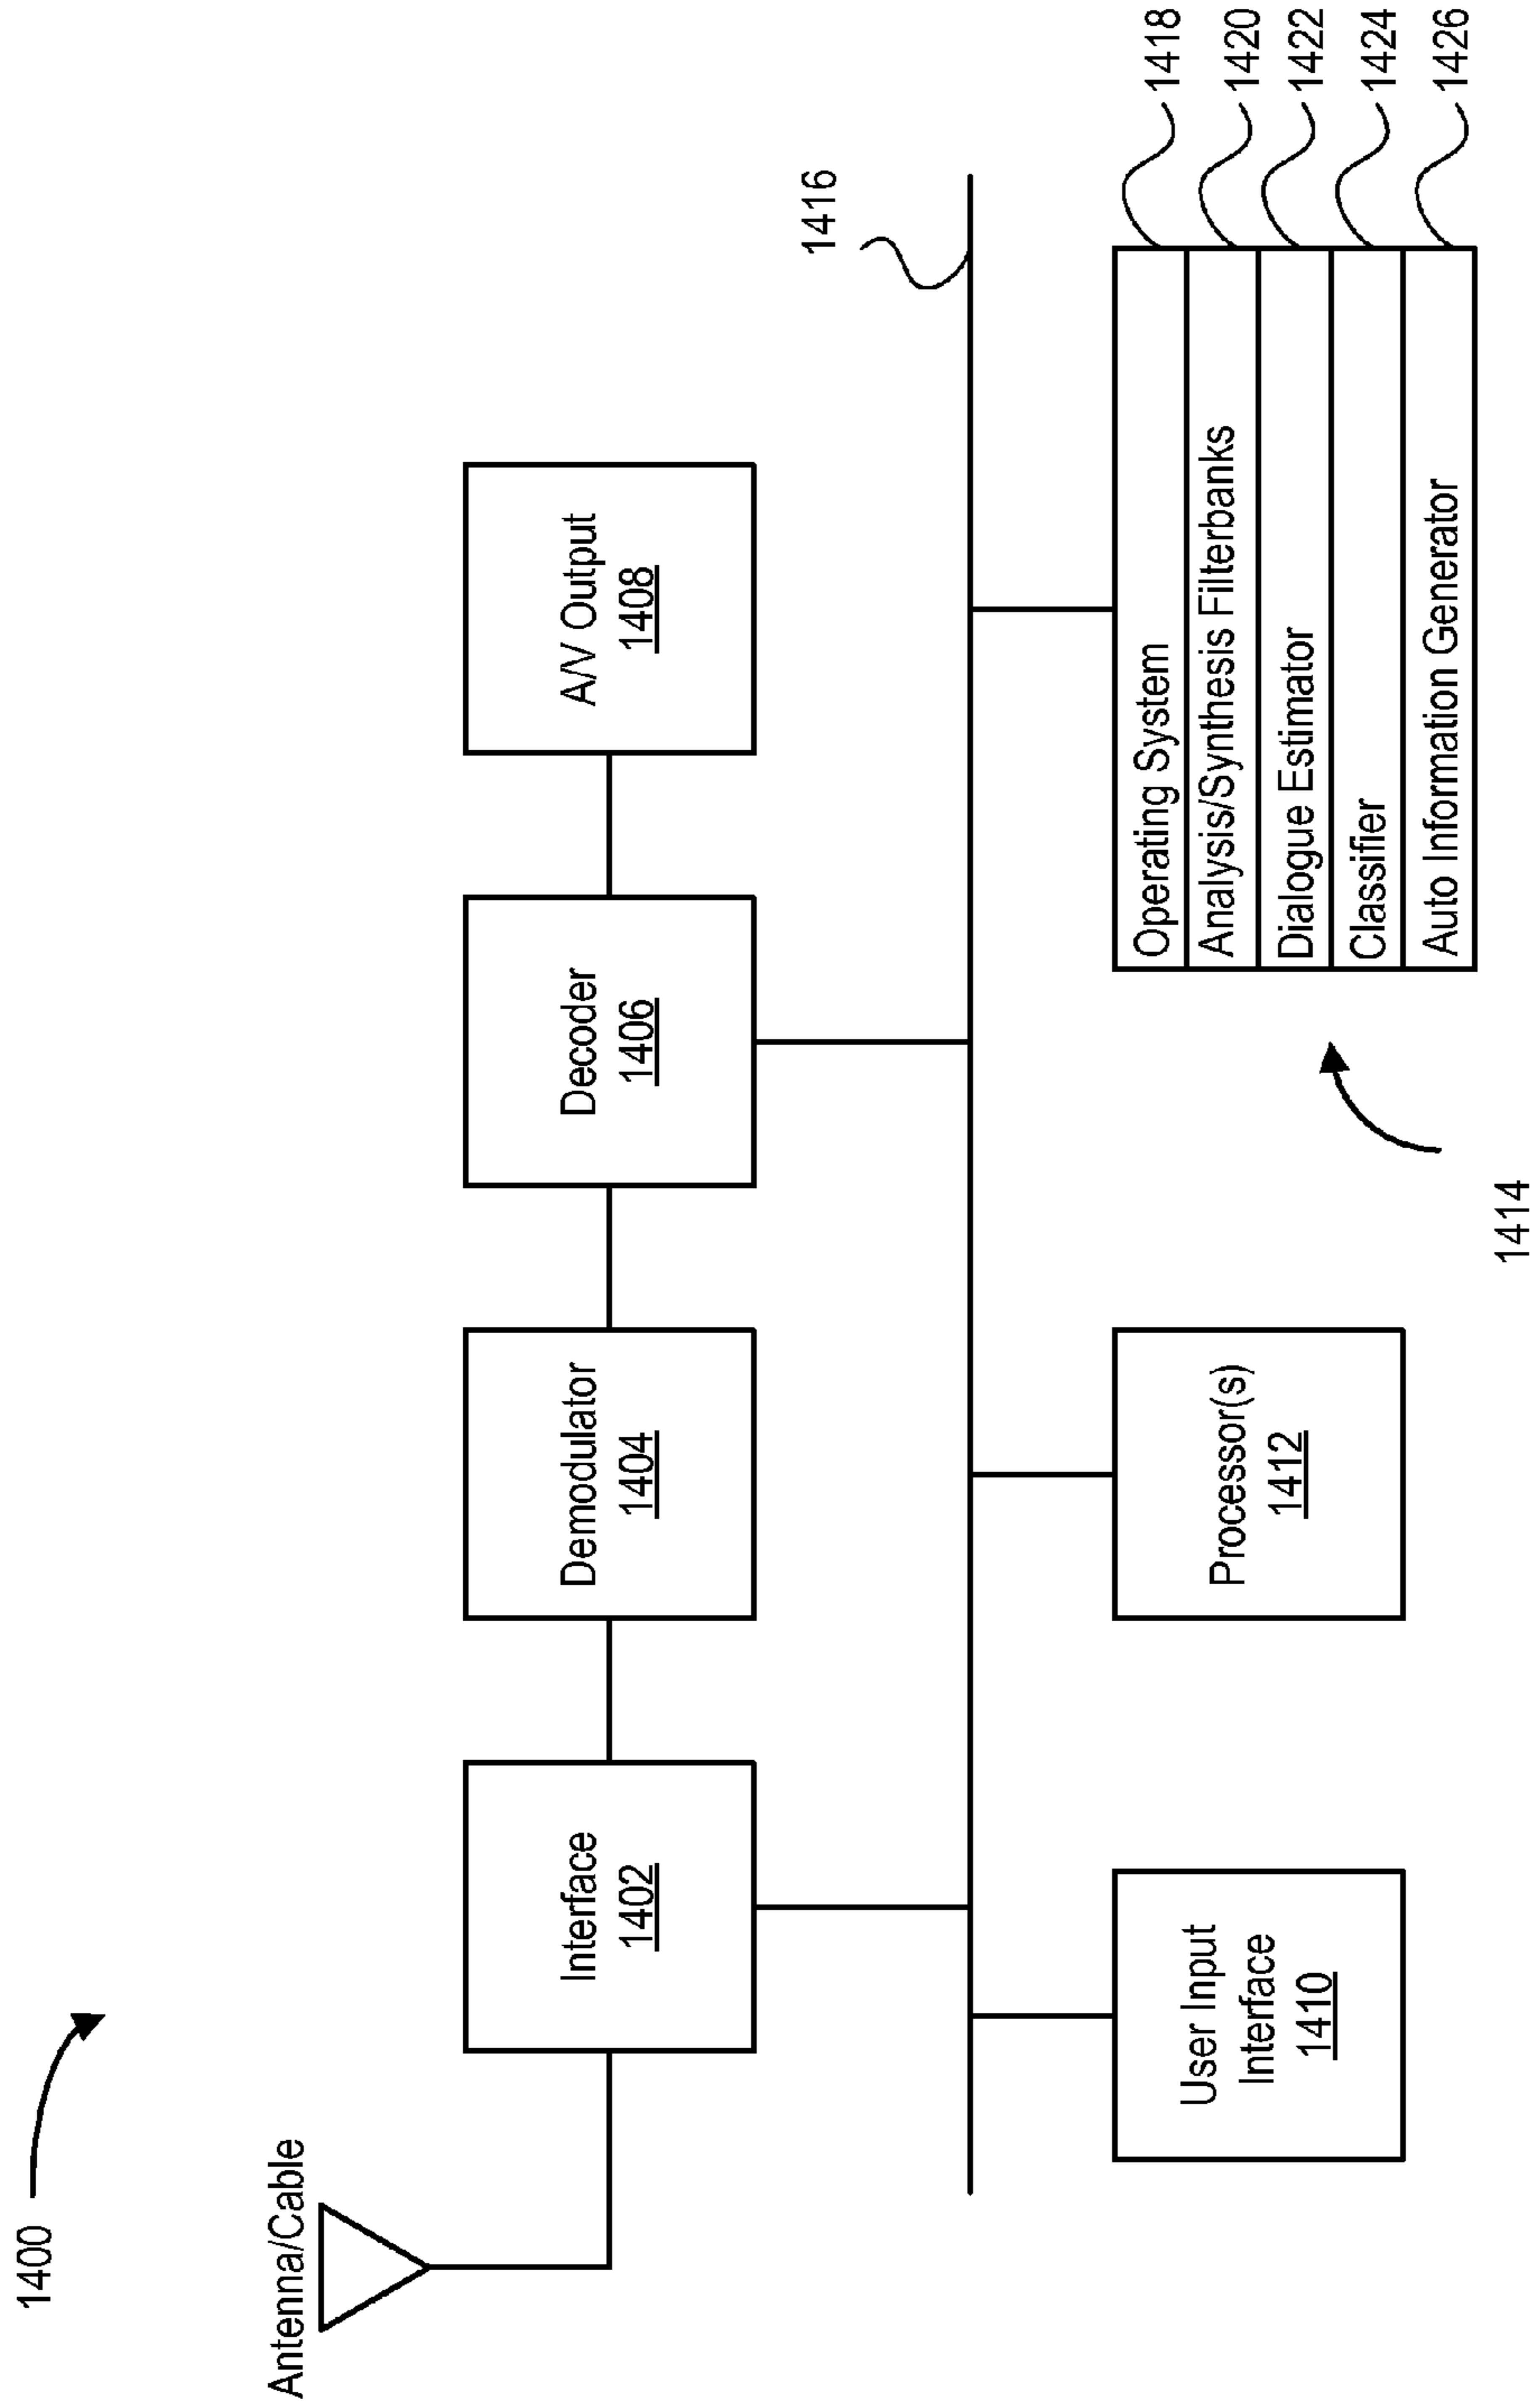 1400
Antenna/Cable
Interface
1402
Demodulator
1404
Decoder
1406
A/V Output
1408
1416
User Input
Interface
1410
Processor(s)
1412
1414
Operating System
1418
Analysis/Synthesis Filterbanks
1420
Dialogue Estimator
1422
Classifier
1424
Auto Information Generator
1426